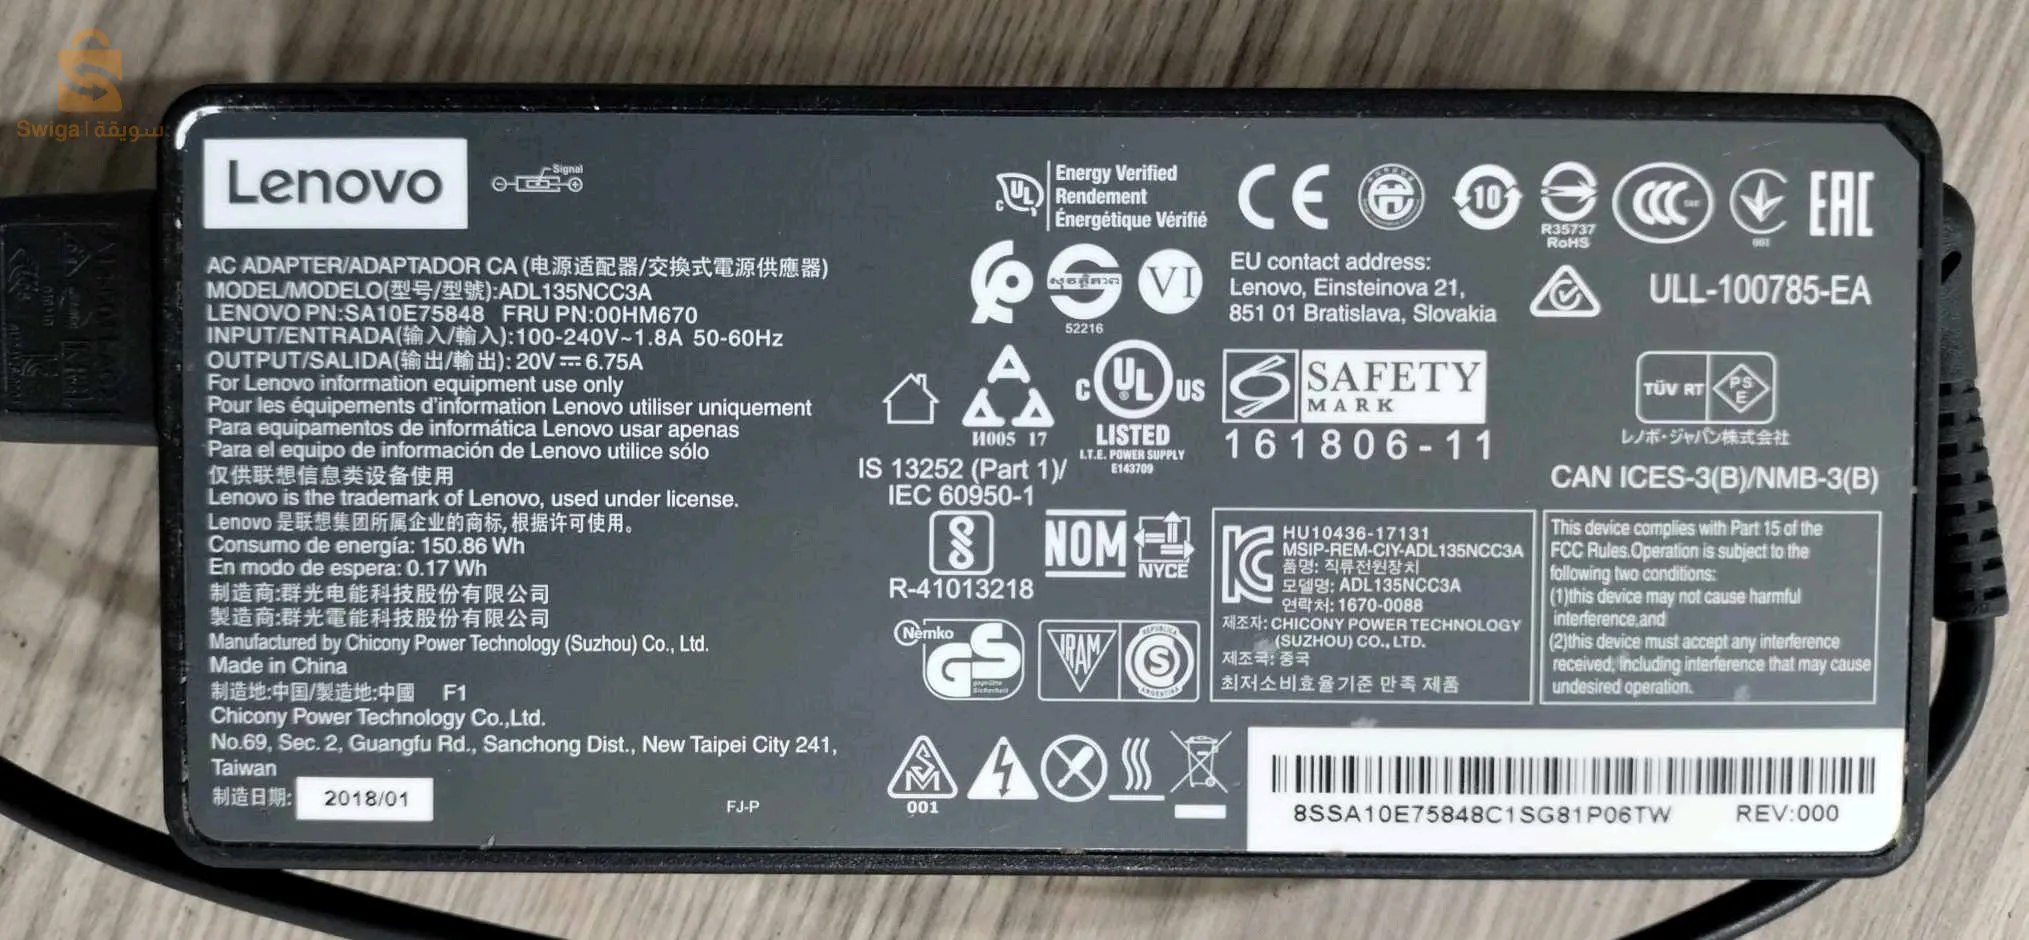 Swiga | سويقة
Lenovo
Signal
AC ADAPTER/ADAPTADOR CA (电源适配器/交換式電源供應器)
MODEL/MODELO(型号/型號):ADL135NCC3A
LENOVO PN:SA10E75848 FRU PN:00HM670
INPUT/ENTRADA(输入/輸入):100-240V~1.8A 50-60Hz
OUTPUT/SALIDA(输出/輸出): 20V⎓6.75A
For Lenovo information equipment use only
Pour les équipements d'information Lenovo utiliser uniquement
Para equipamentos de informática Lenovo usar apenas
Para el equipo de información de Lenovo utilice sólo
仅供联想信息类设备使用
Lenovo is the trademark of Lenovo, used under license.
Lenovo 是联想集团所属企业的商标,根据许可使用。
Consumo de energía: 150.86 Wh
En modo de espera: 0.17 Wh
制造商:群光电能科技股份有限公司
製造商:群光電能科技股份有限公司
Manufactured by Chicony Power Technology (Suzhou) Co., Ltd.
Made in China
制造地:中国/製造地:中國 F1
Chicony Power Technology Co.,Ltd.
No.69, Sec. 2, Guangfu Rd., Sanchong Dist., New Taipei City 241,
Taiwan
制造日期: 2018/01
FJ-P
c UL
Energy Verified
Rendement
Énergétique Vérifié
CE
10
R35737
RoHS
CCC
001
EAC
VI
52216
EU contact address:
Lenovo, Einsteinova 21,
851 01 Bratislava, Slovakia
ULL-100785-EA
И005 17
c UL US
LISTED
I.T.E. POWER SUPPLY
E143709
SAFETY
MARK
161806-11
TÜV RT
PS
E
レノボ・ジャパン株式会社
IS 13252 (Part 1)/
IEC 60950-1
CAN ICES-3(B)/NMB-3(B)
R-41013218
NOM
NYCE
HU10436-17131
MSIP-REM-CIY-ADL135NCC3A
품명: 직류전원장치
모델명: ADL135NCC3A
연락처: 1670-0088
제조자: CHICONY POWER TECHNOLOGY
(SUZHOU) CO., LTD.
제조국: 중국
최저소비효율기준 만족 제품
This device complies with Part 15 of the
FCC Rules.Operation is subject to the
following two conditions:
(1)this device may not cause harmful
interference,and
(2)this device must accept any interference
received, including interference that may cause
undesired operation.
Nemko
GS
geprüfte
Sicherheit
IRAM
REPUBLICA
S
ARGENTINA
001
8SSA10E75848C1SG81P06TW REV:000